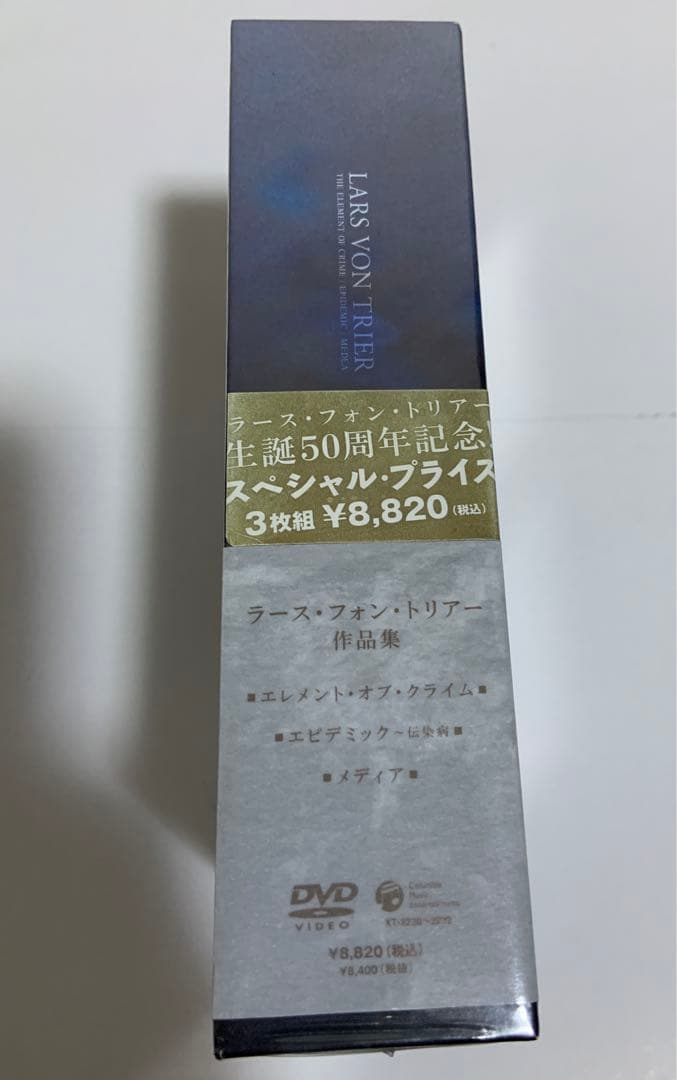 LARS VON TRIER
THE ELEMENT OF CRIME / EPIDEMIC / MEDEA
ラース・フォン・トリアー
生誕50周年記念!
スペシャル・プライス
3枚組 ¥8,820(税込)
ラース・フォン・トリアー
作品集
■エレメント・オブ・クライム■
■エピデミック~伝染病■
■メディア■
DVD
VIDEO
Columbia
Music
Entertainment
¥8,820(税込)
¥8,400(税抜)